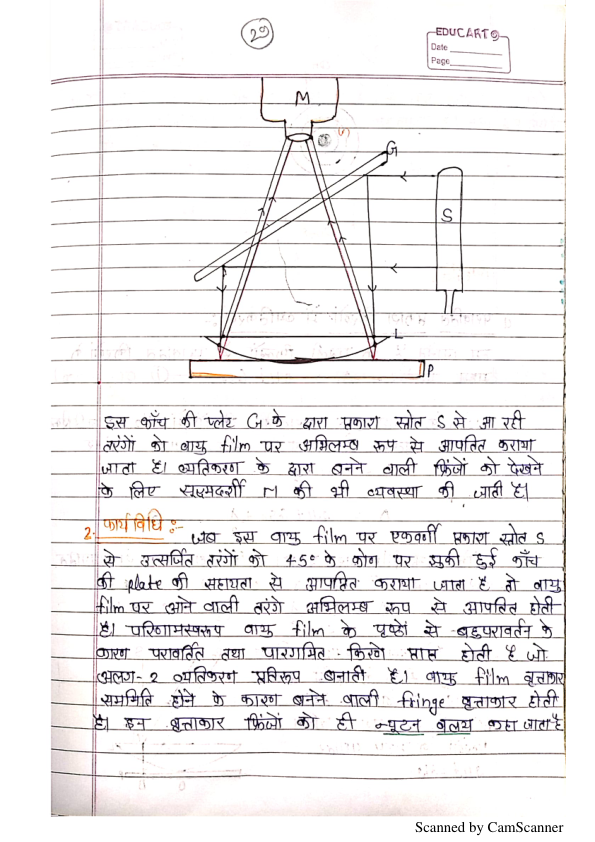 29
EDUCART
Date
Page
M
G
S
L
P
इस काँच की प्लेट G के द्वारा प्रकाश स्रोत S से आ रही
तरंगों को वायु film पर अभिलम्ब रूप से आपतित कराया
जाता है। व्यतिकरण के द्वारा बनने वाली फ्रिंजों को देखने
के लिए सूक्ष्मदर्शी M की भी व्यवस्था की जाती है।
2. कार्यविधि :- जब इस वायु film पर एकवर्णी प्रकाश स्रोत S
से उत्सर्जित तरंगों को 45° के कोण पर झुकी हुई काँच
की plate की सहायता से आपतित कराया जाता है तो वायु
film पर आने वाली तरंगे अभिलम्ब रूप से आपतित होती
है। परिणामस्वरूप वायु film के पृष्ठों से बहुपरावर्तन के
कारण परावर्तित तथा पारगमित किरणे प्राप्त होती है जो
अलग-2 व्यतिकरण प्रतिरूप बनाती है। वायु film वृत्ताकार
सममिति होने के कारण बनने वाली fringe वृत्ताकार होती
है। इन वृत्ताकार फ्रिंजों को ही न्यूटन वलय कहा जाता है
Scanned by CamScanner